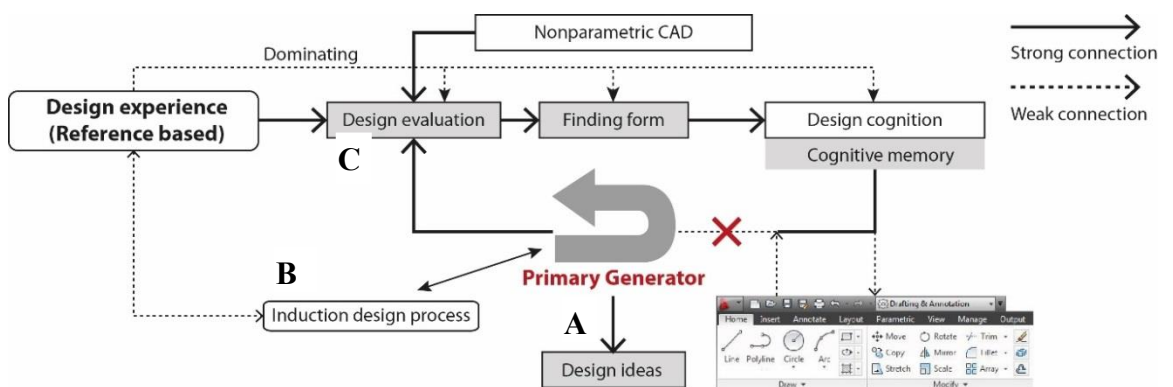 Nonparametric CAD
Strong connection
Dominating
Weak connection
Design experience
(Reference based)
Design evaluation
Finding form
Design cognition
C
Cognitive memory
Primary Generator
B
Induction design process
A
Design ideas
Drafting & Annotation
Home Insert Annotate Layout Parametric View Manage Output
Line Polyline Circle Arc
Move Rotate Trim
Copy Mirror Fillet
Stretch Scale Array
Draw
Modify